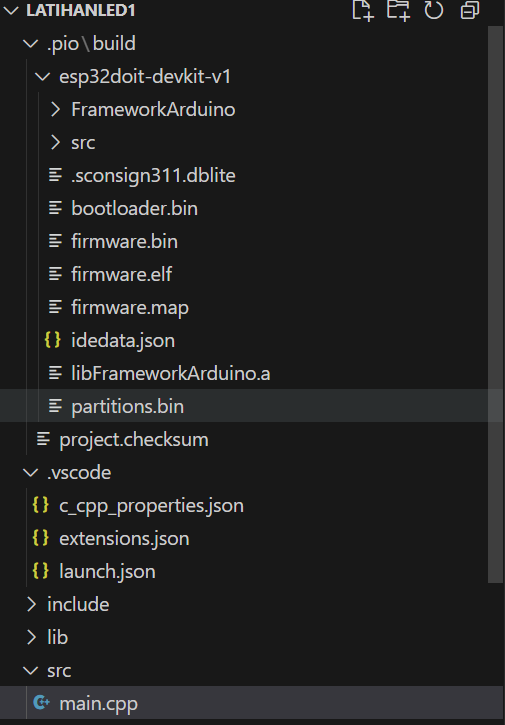 LATIHANLED1
.pio\build
esp32doit-devkit-v1
FrameworkArduino
src
.sconsign311.dblite
bootloader.bin
firmware.bin
firmware.elf
firmware.map
{} idedata.json
libFrameworkArduino.a
partitions.bin
project.checksum
.vscode
{} c_cpp_properties.json
{} extensions.json
{} launch.json
include
lib
src
main.cpp